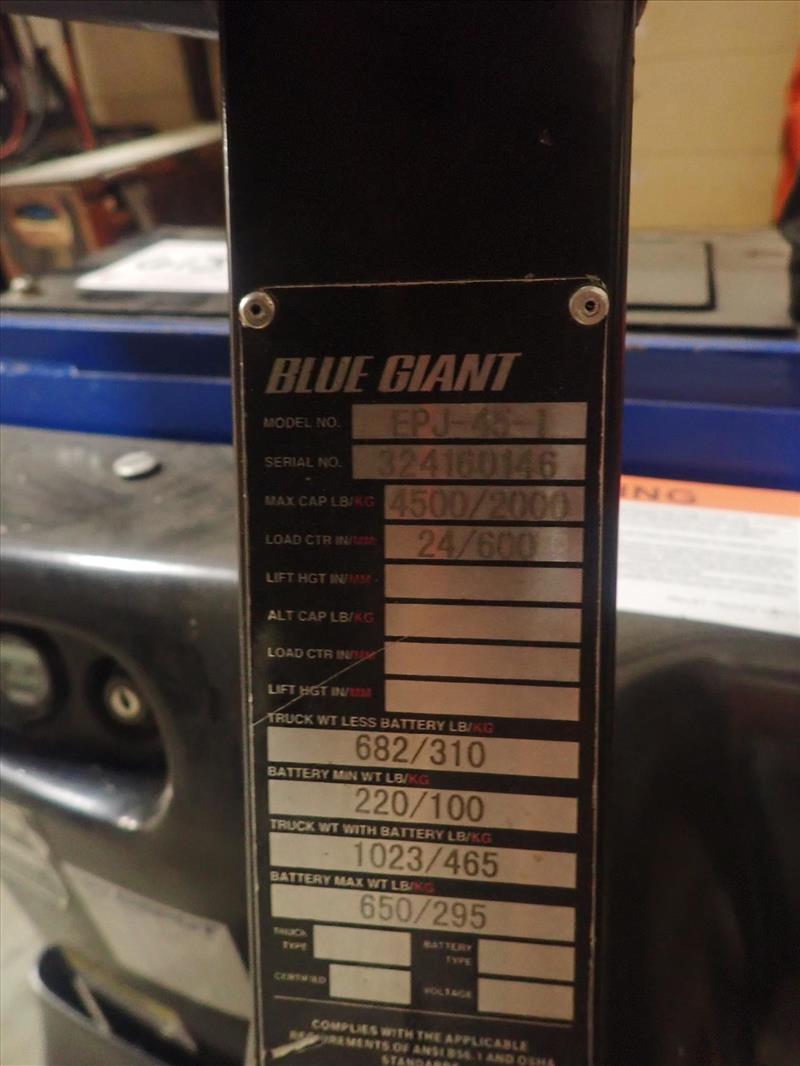 BLUE GIANT
MODEL NO. EPJ-45-1
SERIAL NO. 324160146
MAX CAP LB/KG 4500/2000
LOAD CTR IN/MM 24/600
LIFT HGT IN/MM
ALT CAP LB/KG
LOAD CTR IN/MM
LIFT HGT IN/MM
TRUCK WT LESS BATTERY LB/KG
682/310
BATTERY MIN WT LB/KG
220/100
TRUCK WT WITH BATTERY LB/KG
1023/465
BATTERY MAX WT LB/KG
650/295
TRUCK TYPE BATTERY TYPE
CERTIFIED VOLTAGE
COMPLIES WITH THE APPLICABLE
REQUIREMENTS OF ANSI B56.1 AND OSHA
STANDARDS